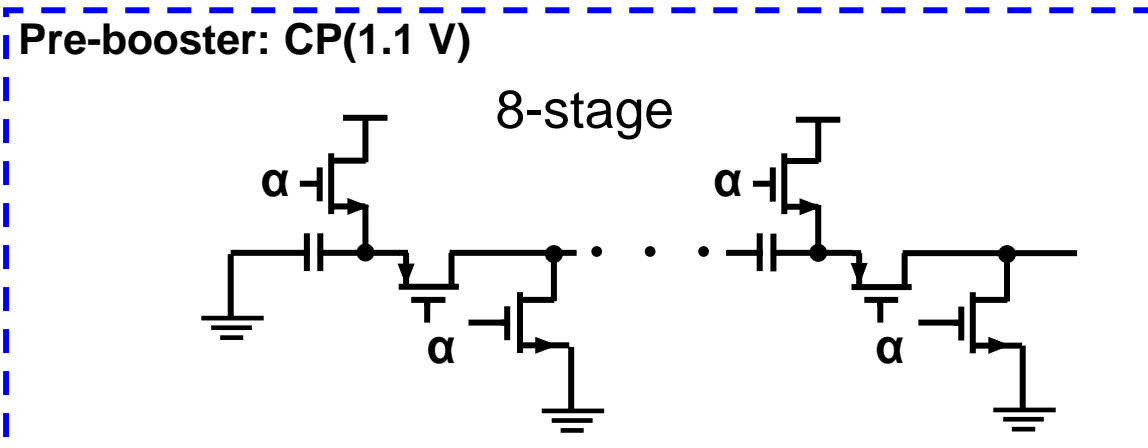 Pre-booster: CP(1.1 V)
8-stage
α
α
α
α